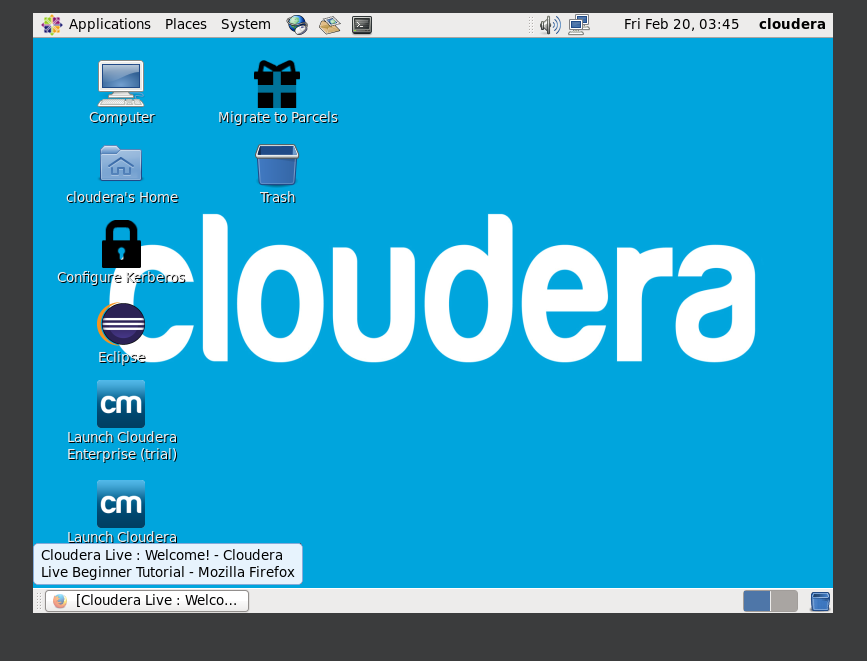 Applications Places System Fri Feb 20, 03:45 cloudera
Computer
Migrate to Parcels
cloudera's Home
Trash
Configure Kerberos
cloudera
Eclipse
cm
Launch Cloudera
Enterprise (trial)
cm
Launch Cloudera
Cloudera Live : Welcome! - Cloudera
Live Beginner Tutorial - Mozilla Firefox
[Cloudera Live : Welco...